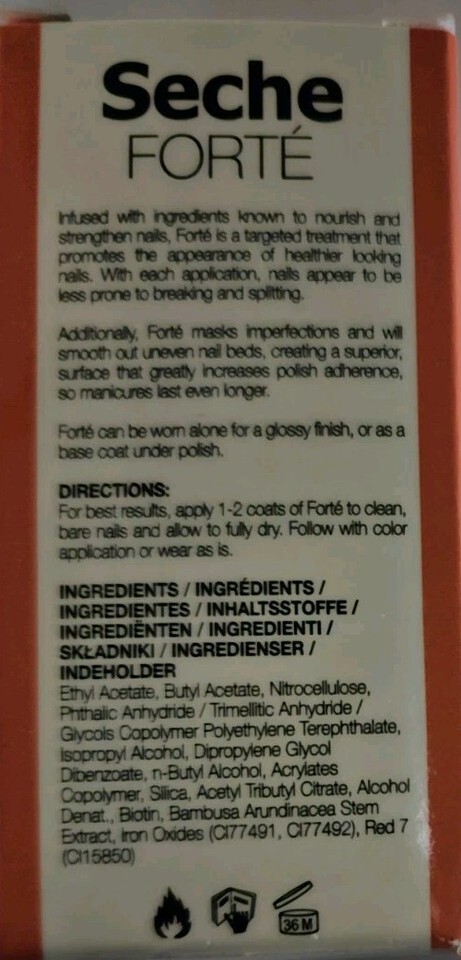 Seche
FORTÉ
Infused with ingredients known to nourish and
strengthen nails, Forté is a targeted treatment that
promotes the appearance of healthier looking
nails. With each application, nails appear to be
less prone to breaking and splitting.
Additionally, Forté masks imperfections and will
smooth out uneven nail beds, creating a superior,
surface that greatly increases polish adherence,
so manicures last even longer.
Forté can be worn alone for a glossy finish, or as a
base coat under polish.
DIRECTIONS:
For best results, apply 1-2 coats of Forté to clean,
bare nails and allow to fully dry. Follow with color
application or wear as is.
INGREDIENTS / INGRÉDIENTS /
INGREDIENTES / INHALTSSTOFFE /
INGREDIËNTEN / INGREDIENTI /
SKŁADNIKI / INGREDIENSER /
INDEHOLDER
Ethyl Acetate, Butyl Acetate, Nitrocellulose,
Phthalic Anhydride / Trimellitic Anhydride /
Glycols Copolymer Polyethylene Terephthalate,
Isopropyl Alcohol, Dipropylene Glycol
Dibenzoate, n-Butyl Alcohol, Acrylates
Copolymer, Silica, Acetyl Tributyl Citrate, Alcohol
Denat., Biotin, Bambusa Arundinacea Stem
Extract, Iron Oxides (CI77491, CI77492), Red 7
(CI15850)
36 M